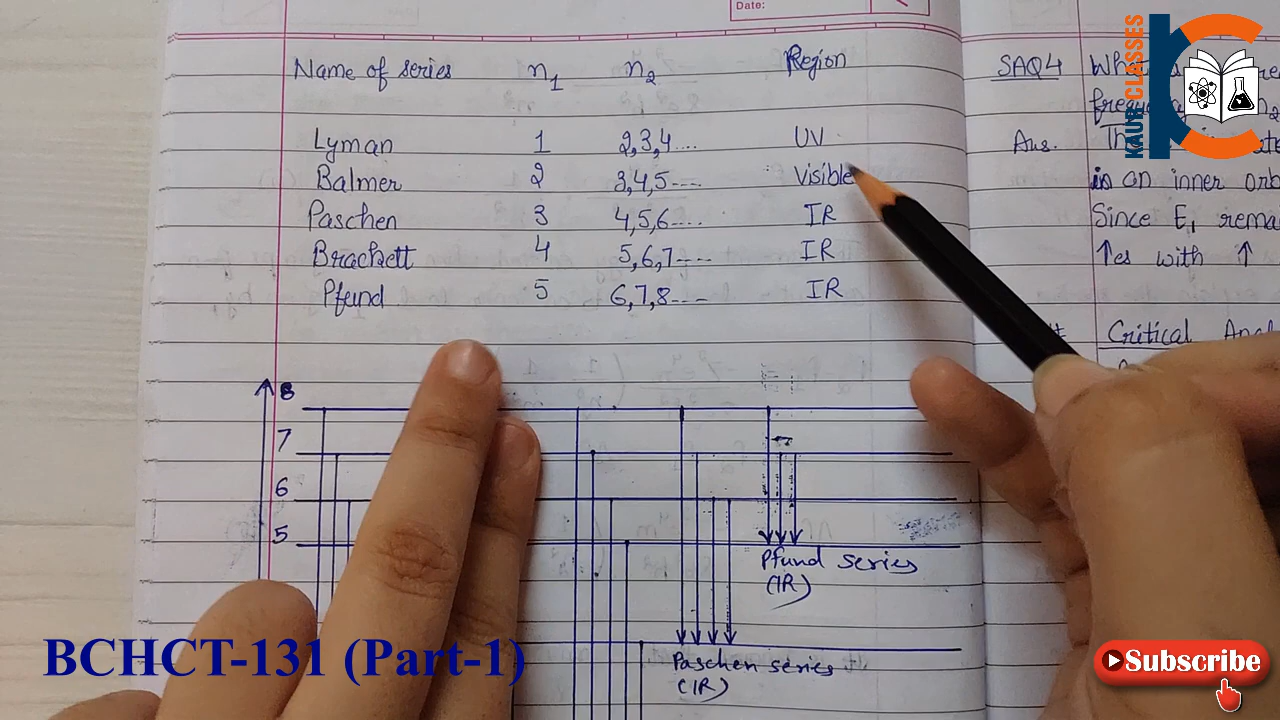 Date:
Name of series n1 n2 Region
Lyman 1 2,3,4.... UV
Balmer 2 3,4,5--- Visible
Paschen 3 4,5,6.... IR
Brackett 4 5,6,7--.. IR
Pfund 5 6,7,8..-- IR
8
7
6
5
Pfund series
(IR)
Paschen series
(IR)
SAQ4
Ans.
is on an inner
Since E1
↑es with ↑
Critical
KAUR CLASSES
BCHCT-131 (Part-1)
Subscribe